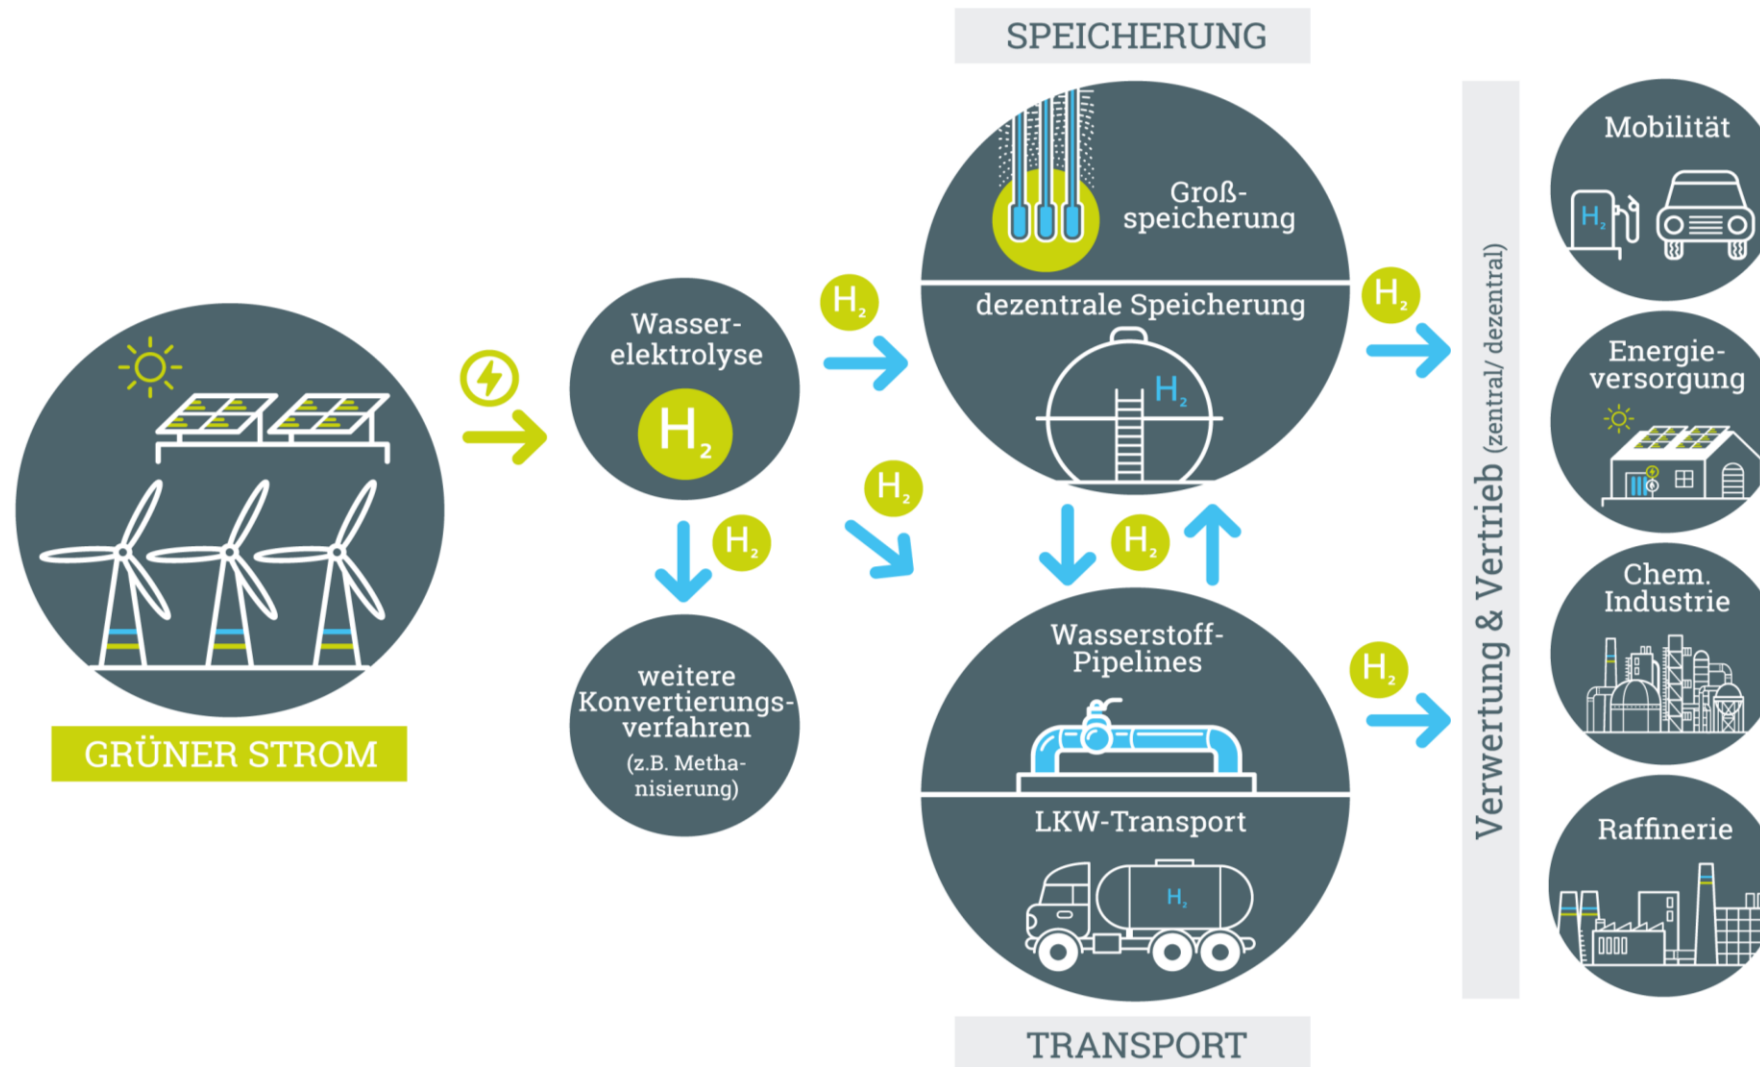 SPEICHERUNG
Groß-
speicherung
dezentrale Speicherung
H₂
GRÜNER STROM
Wasser-
elektrolyse
H₂
H₂
H₂
H₂
weitere
Konvertierungs-
verfahren
(z.B. Metha-
nisierung)
H₂
Wasserstoff-
Pipelines
LKW-Transport
H₂
TRANSPORT
H₂
H₂
Verwertung & Vertrieb (zentral/ dezentral)
Mobilität
H₂
Energie-
versorgung
Chem.
Industrie
Raffinerie